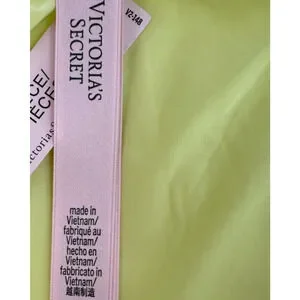 VICTORIA'S
SECRET
V2-24B
made in
Vietnam/
fabriqué au
Vietnam/
hecho en
Vietnam/
fabbricato in
Vietnam/
越南制造